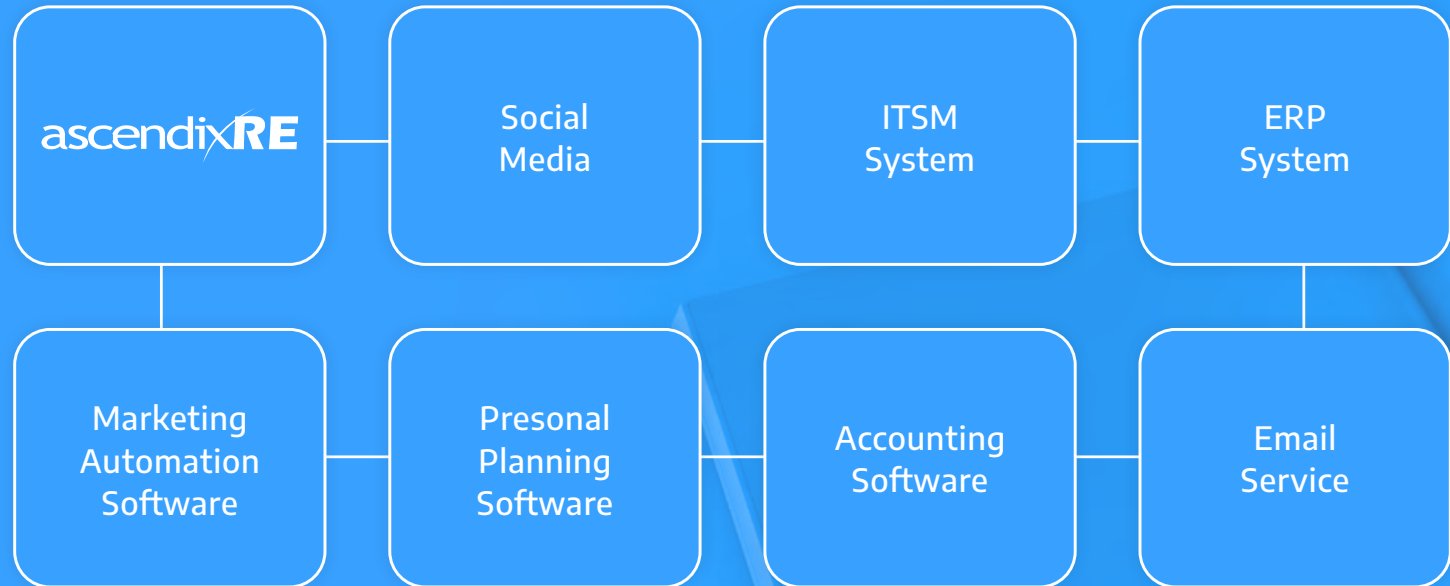 ascendixRE
Social
Media
ITSM
System
ERP
System
Marketing
Automation
Software
Presonal
Planning
Software
Accounting
Software
Email
Service